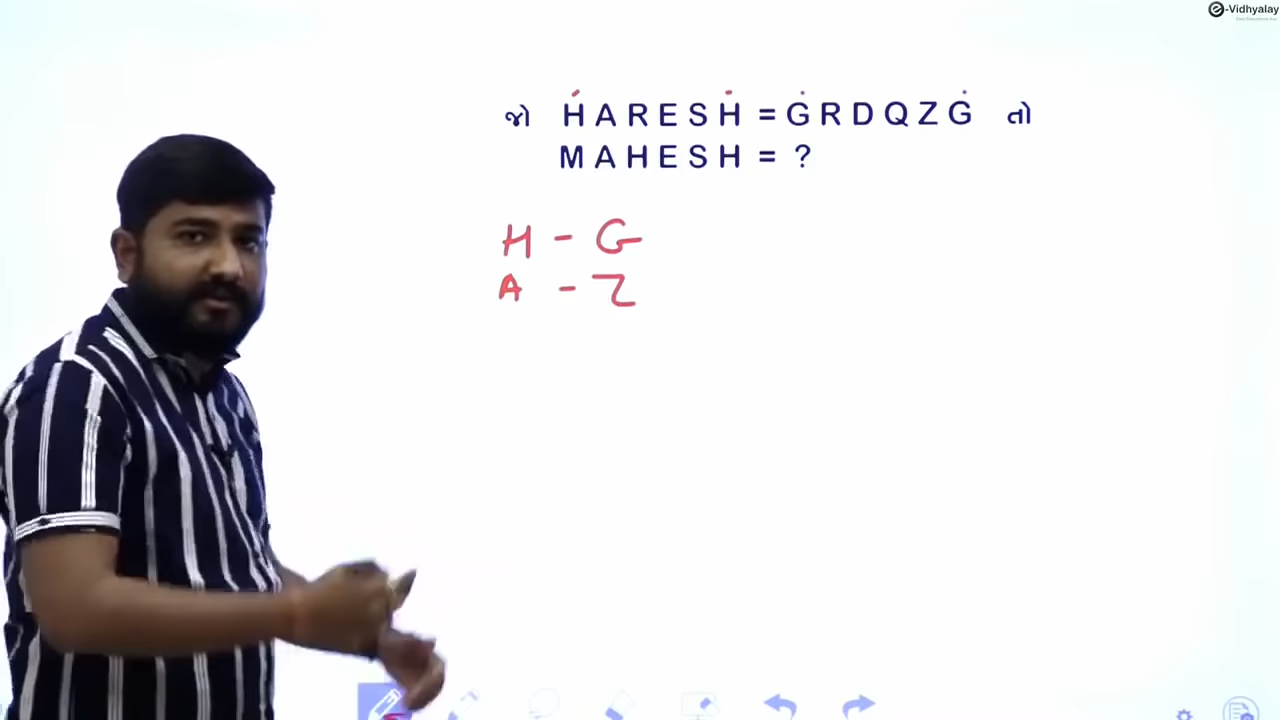 e-Vidhyalay
જો HARESH = GRDQZG તો
MAHESH = ?
H - G
A - Z